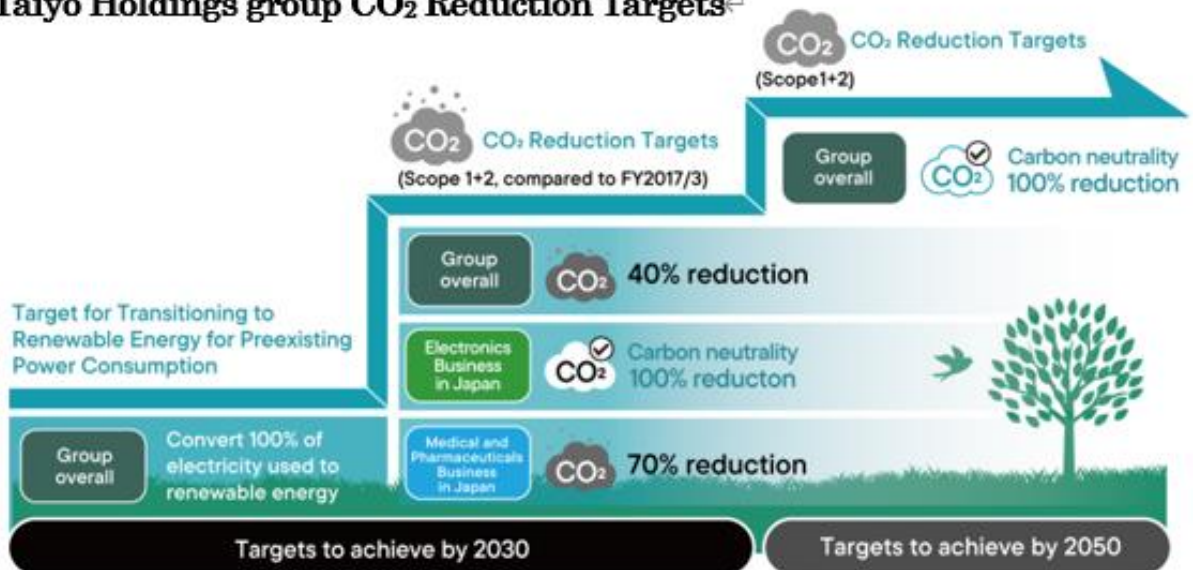 Taiyo Holdings group CO₂ Reduction Targets↵
CO₂ CO₂ Reduction Targets
(Scope1+2)
Group
overall
CO₂
Carbon neutrality
100% reduction
CO₂ CO₂ Reduction Targets
(Scope 1+2, compared to FY2017/3)
Group
overall
CO₂ 40% reduction
Electronics
Business
in Japan
CO₂
Carbon neutrality
100% reducton
Medical and
Pharmaceuticals
Business
in Japan
CO₂ 70% reduction
Target for Transitioning to
Renewable Energy for Preexisting
Power Consumption
Group
overall
Convert 100% of
electricity used to
renewable energy
Targets to achieve by 2030
Targets to achieve by 2050